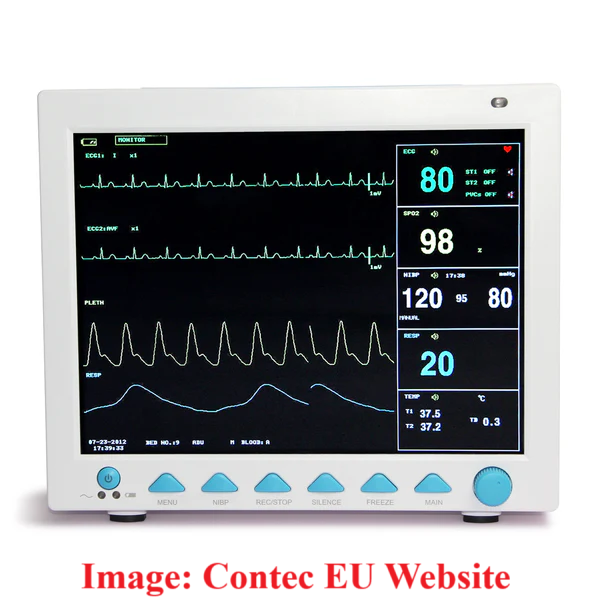 MONITOR
ECG1: I x1
1mV
ECG2:AVF x1
1mV
PLETH
RESP
07-23-2012 BED NO.:9 ADU M BLOOD:A
17:39:33
ECG
80
ST1 OFF
ST2 OFF
PVCs OFF
SPO2
98
%
NIBP 17:38 mmHg
120 95 80
MANUAL
RESP
20
TEMP °C
T1 37.5
T2 37.2
TD 0.3
MENU NIBP REC/STOP SILENCE FREEZE MAIN
Image: Contec EU Website